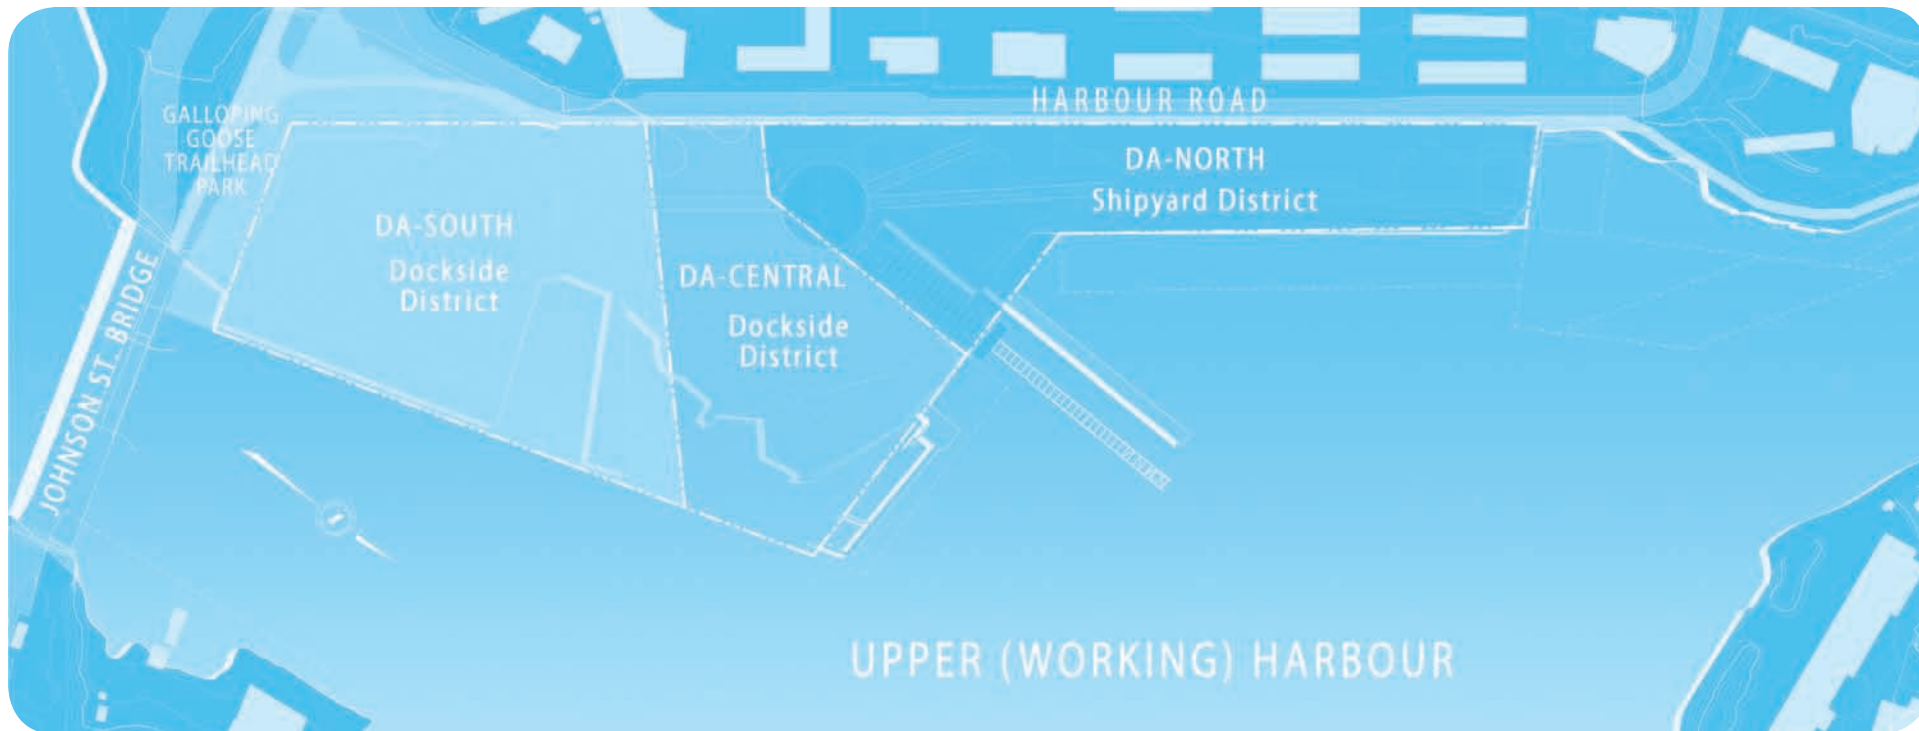 HARBOUR ROAD
GALLOPING
GOOSE
TRAILHEAD
PARK
DA-NORTH
Shipyard District
DA-SOUTH
Dockside
District
DA-CENTRAL
Dockside
District
JOHNSON ST. BRIDGE
UPPER (WORKING) HARBOUR